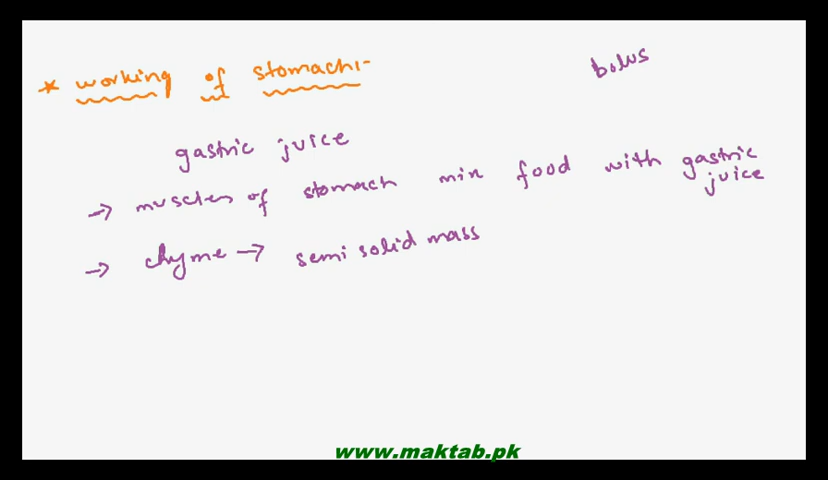 * working of stomach:-
bolus
gastric juice
→ muscles of stomach mix food with gastric
juice
→ chyme → semi solid mass
www.maktab.pk